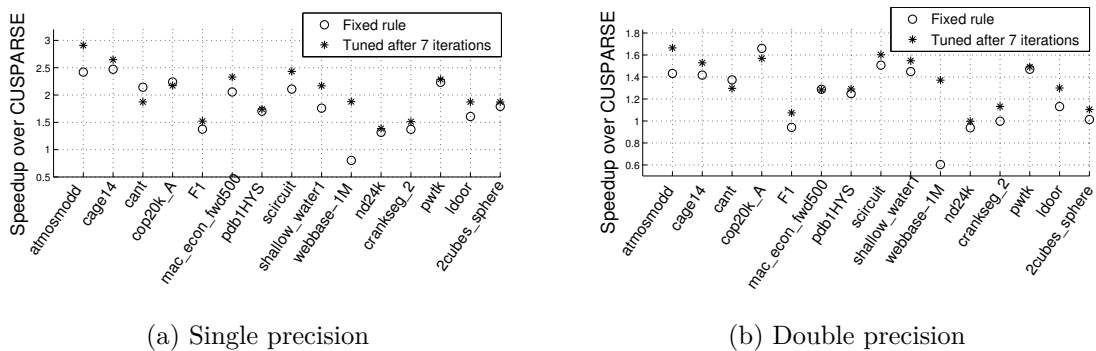 Fixed rule
Tuned after 7 iterations
Speedup over CUSPARSE
3
2.5
2
1.5
1
0.5
atmosmodd
cage14
cant
cop20k_A
F1
mac_econ_fwd500
pdb1HYS
scircuit
shallow_water1
webbase-1M
nd24k
crankseg_2
pwtk
ldoor
2cubes_sphere
(a) Single precision
Fixed rule
Tuned after 7 iterations
Speedup over CUSPARSE
1.8
1.6
1.4
1.2
1
0.8
0.6
atmosmodd
cage14
cant
cop20k_A
F1
mac_econ_fwd500
pdb1HYS
scircuit
shallow_water1
webbase-1M
nd24k
crankseg_2
pwtk
ldoor
2cubes_sphere
(b) Double precision